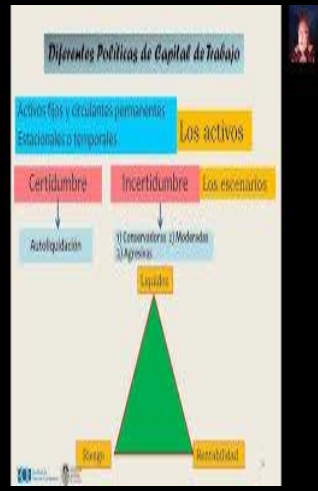 Diferentes Políticas de Capital de Trabajo
Activos fijos y circulantes permanentes
Estacionales o temporales
Los activos
Certidumbre
Incertidumbre
Los escenarios
Autoliquidación
1) Conservadoras 2) Moderadas
3) Agresivas
Liquidez
Riesgo
Rentabilidad